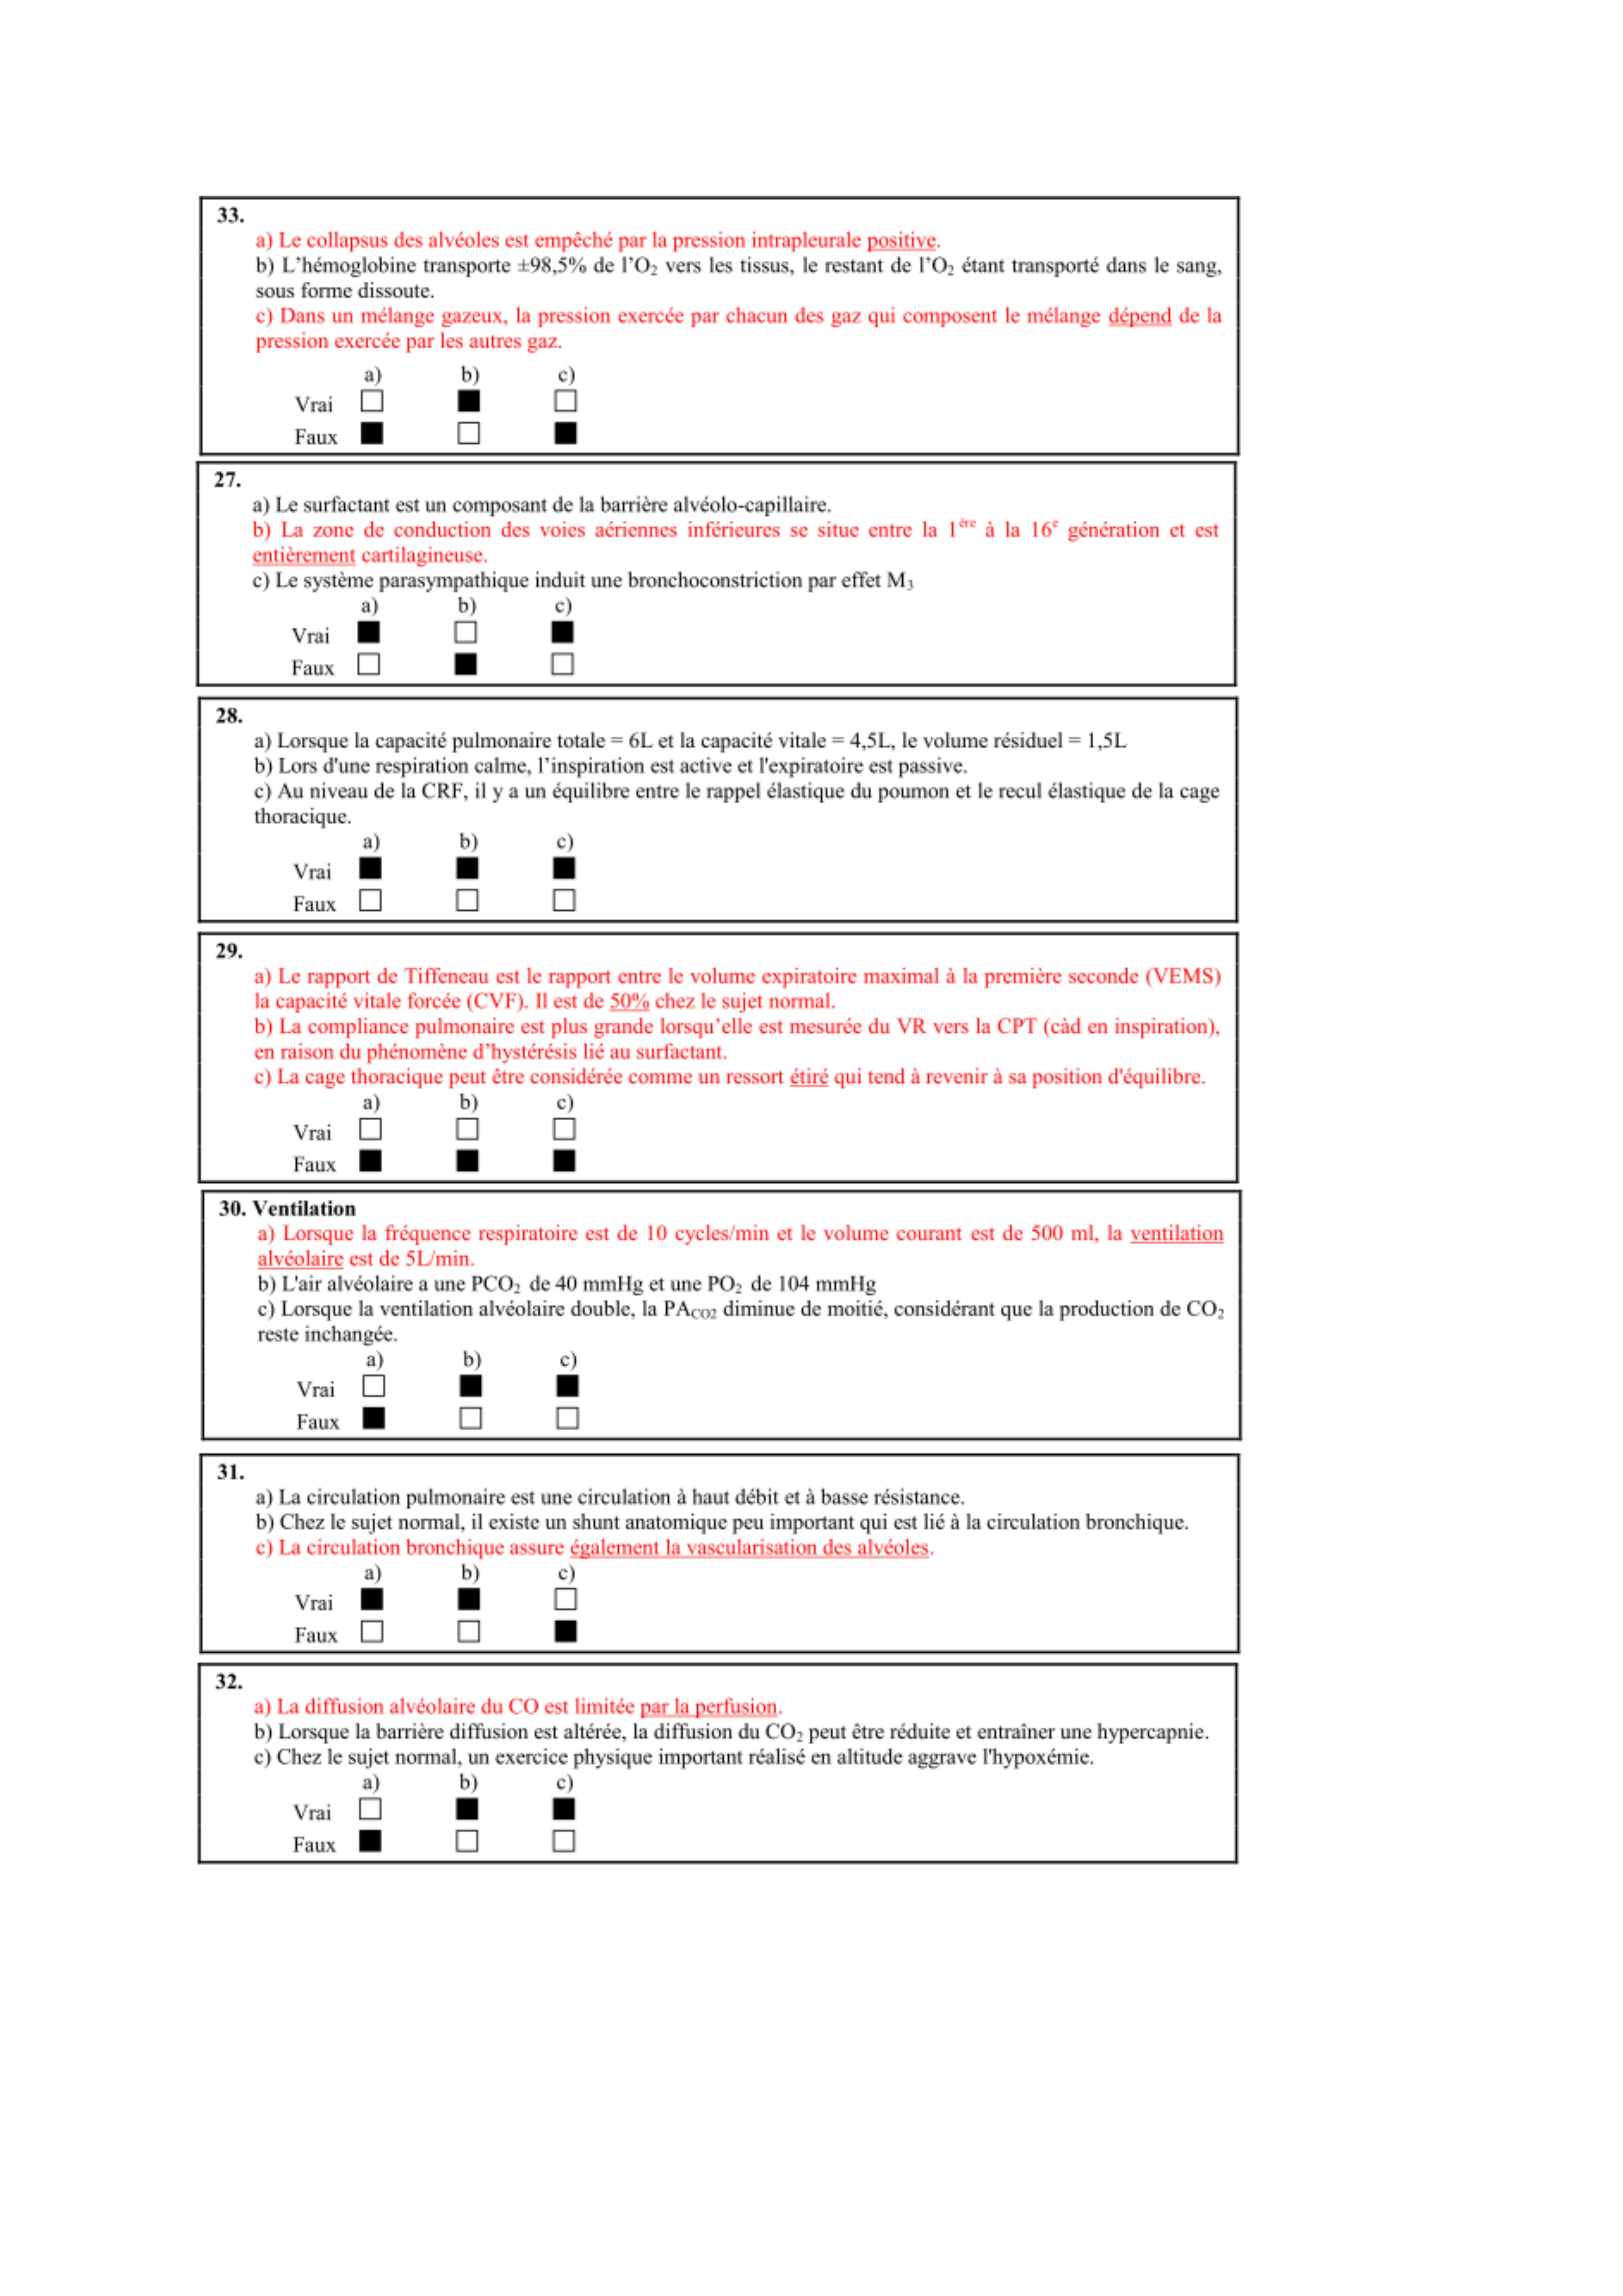 33.
a) Le collapsus des alvéoles est empêché par la pression intrapleurale positive.
b) L’hémoglobine transporte ±98,5% de l’O₂ vers les tissus, le restant de l’O₂ étant transporté dans le sang,
sous forme dissoute.
c) Dans un mélange gazeux, la pression exercée par chacun des gaz qui composent le mélange dépend de la
pression exercée par les autres gaz.
a) b) c)
Vrai ☐ ■ ☐
Faux ■ ☐ ■
27.
a) Le surfactant est un composant de la barrière alvéolo-capillaire.
b) La zone de conduction des voies aériennes inférieures se situe entre la 1ère à la 16e génération et est
entièrement cartilagineuse.
c) Le système parasympathique induit une bronchoconstriction par effet M₃
a) b) c)
Vrai ■ ☐ ■
Faux ☐ ■ ☐
28.
a) Lorsque la capacité pulmonaire totale = 6L et la capacité vitale = 4,5L, le volume résiduel = 1,5L
b) Lors d'une respiration calme, l’inspiration est active et l'expiratoire est passive.
c) Au niveau de la CRF, il y a un équilibre entre le rappel élastique du poumon et le recul élastique de la cage
thoracique.
a) b) c)
Vrai ■ ■ ■
Faux ☐ ☐ ☐
29.
a) Le rapport de Tiffeneau est le rapport entre le volume expiratoire maximal à la première seconde (VEMS)
la capacité vitale forcée (CVF). Il est de 50% chez le sujet normal.
b) La compliance pulmonaire est plus grande lorsqu’elle est mesurée du VR vers la CPT (càd en inspiration),
en raison du phénomène d’hystérésis lié au surfactant.
c) La cage thoracique peut être considérée comme un ressort étiré qui tend à revenir à sa position d'équilibre.
a) b) c)
Vrai ☐ ☐ ☐
Faux ■ ■ ■
30. Ventilation
a) Lorsque la fréquence respiratoire est de 10 cycles/min et le volume courant est de 500 ml, la ventilation
alvéolaire est de 5L/min.
b) L'air alvéolaire a une PCO₂ de 40 mmHg et une PO₂ de 104 mmHg
c) Lorsque la ventilation alvéolaire double, la PACO2 diminue de moitié, considérant que la production de CO₂
reste inchangée.
a) b) c)
Vrai ☐ ■ ■
Faux ■ ☐ ☐
31.
a) La circulation pulmonaire est une circulation à haut débit et à basse résistance.
b) Chez le sujet normal, il existe un shunt anatomique peu important qui est lié à la circulation bronchique.
c) La circulation bronchique assure également la vascularisation des alvéoles.
a) b) c)
Vrai ■ ■ ☐
Faux ☐ ☐ ■
32.
a) La diffusion alvéolaire du CO est limitée par la perfusion.
b) Lorsque la barrière diffusion est altérée, la diffusion du CO₂ peut être réduite et entraîner une hypercapnie.
c) Chez le sujet normal, un exercice physique important réalisé en altitude aggrave l'hypoxémie.
a) b) c)
Vrai ☐ ■ ■
Faux ■ ☐ ☐